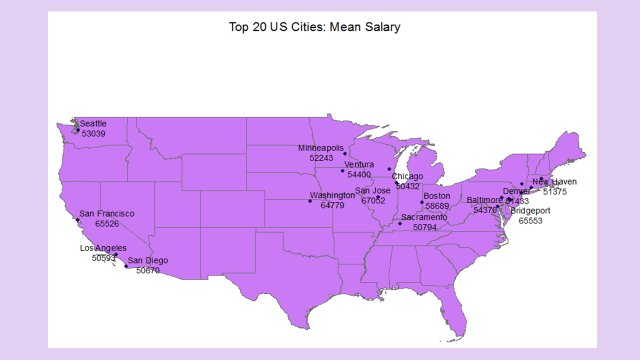 Top 20 US Cities: Mean Salary
Seattle
53039
Minneapolis
52243
Ventura
54400
Chicago
50432
New Haven
51375
Denver
51483
Washington
64779
San Jose
67052
Boston
58689
Baltimore
54379
Bridgeport
65553
San Francisco
65526
Sacramento
50794
Los Angeles
50593
San Diego
50670